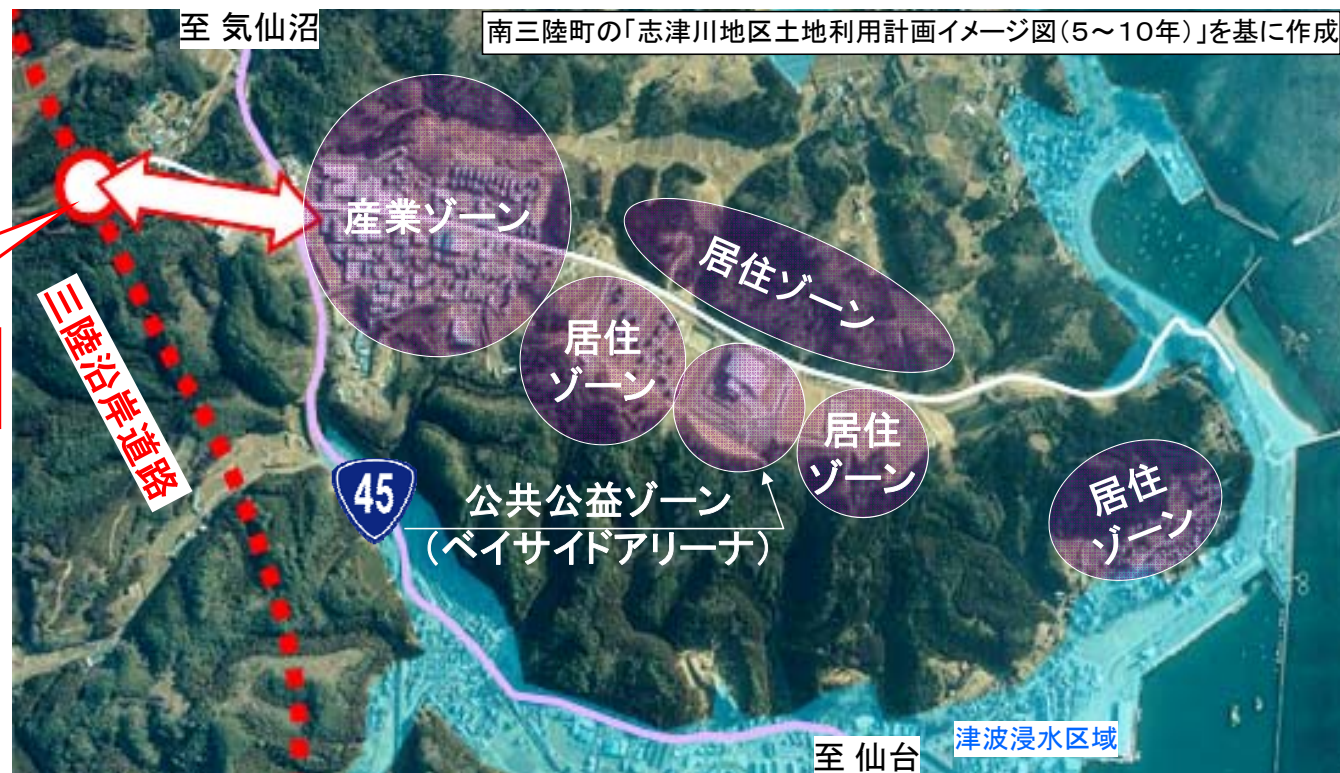 至 気仙沼
南三陸町の「志津川地区土地利用計画イメージ図(5~10年)」を基に作成
産業ゾーン
居住ゾーン
居住
ゾーン
三陸沿岸道路
居住
ゾーン
45
公共公益ゾーン
(ベイサイドアリーナ)
居住
ゾーン
至 仙台
津波浸水区域